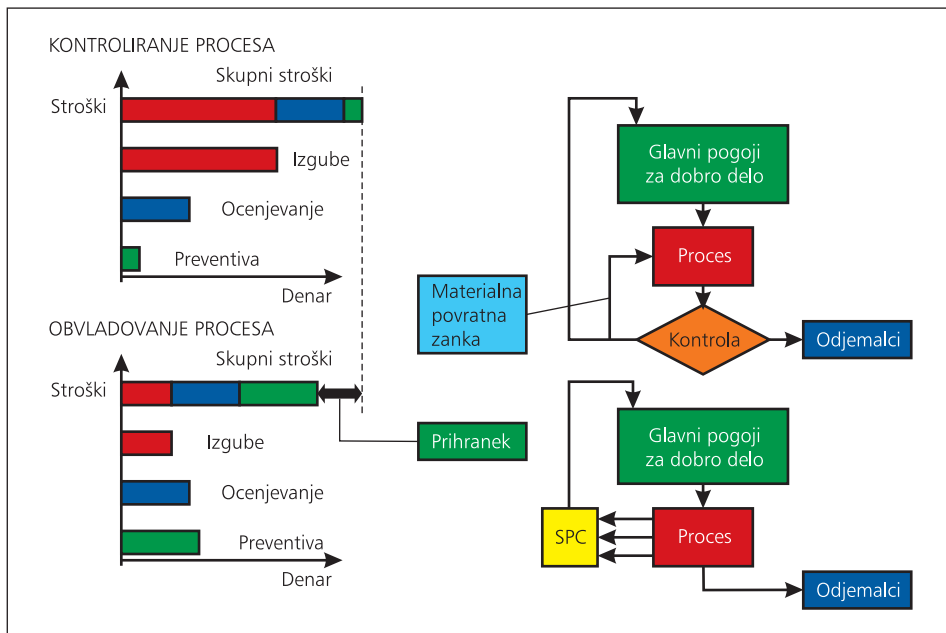 KONTROLIRANJE PROCESA
Skupni stroški
Stroški
Izgube
Ocenjevanje
Preventiva
Denar
OBVLADOVANJE PROCESA
Skupni stroški
Stroški
Izgube
Ocenjevanje
Preventiva
Denar
Prihranek
Glavni pogoji
za dobro delo
Proces
Materialna
povratna
zanka
Kontrola
Odjemalci
Glavni pogoji
za dobro delo
SPC
Proces
Odjemalci